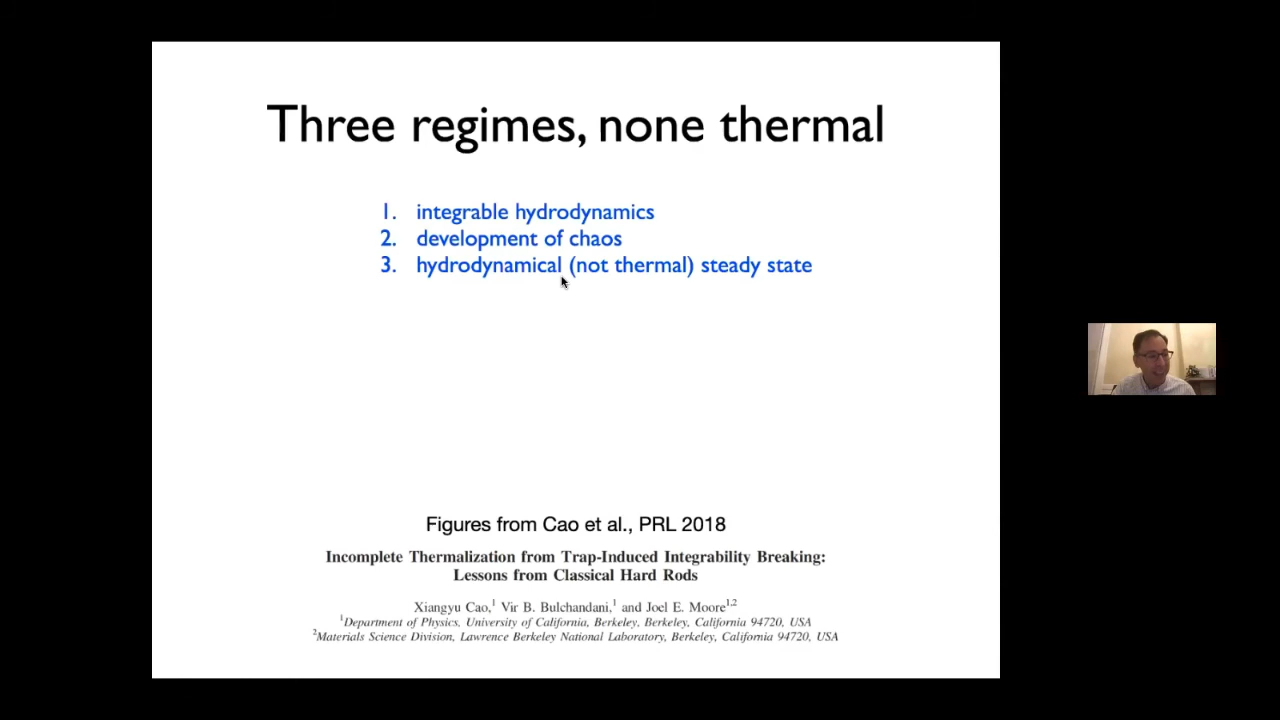 Three regimes, none thermal
1. integrable hydrodynamics
2. development of chaos
3. hydrodynamical (not thermal) steady state
Figures from Cao et al., PRL 2018
Incomplete Thermalization from Trap-Induced Integrability Breaking:
Lessons from Classical Hard Rods
Xiangyu Cao,1 Vir B. Bulchandani,1 and Joel E. Moore1,2
1Department of Physics, University of California, Berkeley, Berkeley, California 94720, USA
2Materials Science Division, Lawrence Berkeley National Laboratory, Berkeley, California 94720, USA